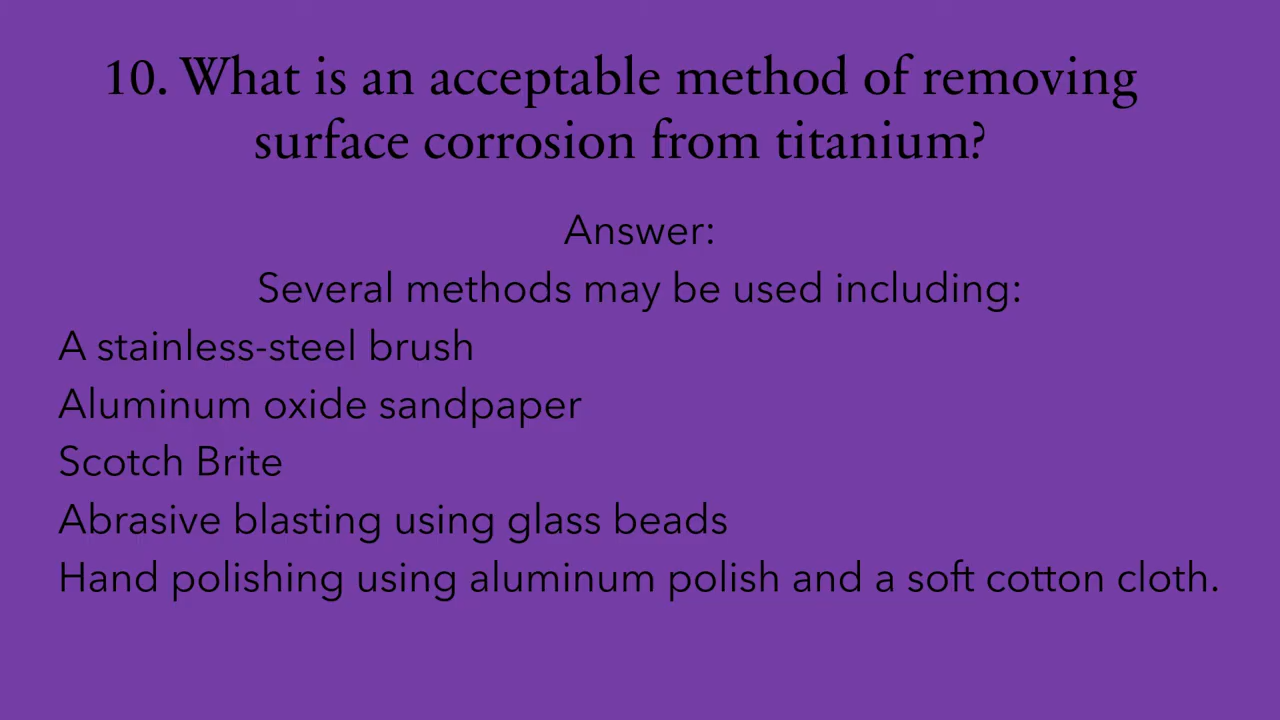 10. What is an acceptable method of removing
surface corrosion from titanium?
Answer:
Several methods may be used including:
A stainless-steel brush
Aluminum oxide sandpaper
Scotch Brite
Abrasive blasting using glass beads
Hand polishing using aluminum polish and a soft cotton cloth.